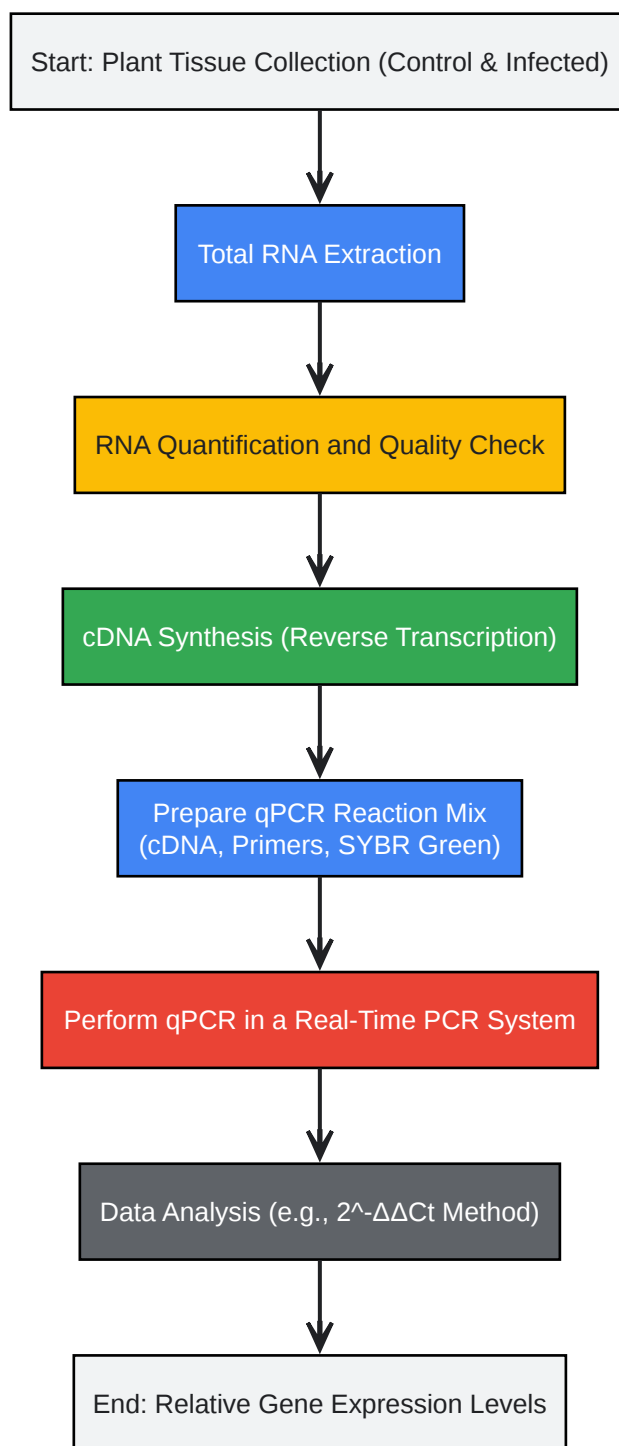 Start: Plant Tissue Collection (Control & Infected)
Total RNA Extraction
RNA Quantification and Quality Check
cDNA Synthesis (Reverse Transcription)
Prepare qPCR Reaction Mix
(cDNA, Primers, SYBR Green)
Perform qPCR in a Real-Time PCR System
Data Analysis (e.g., 2^-ΔΔCt Method)
End: Relative Gene Expression Levels